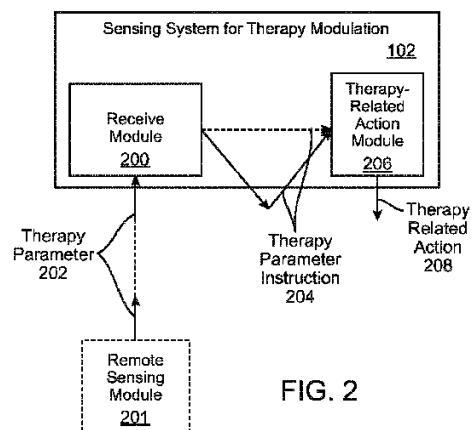 Sensing System for Therapy Modulation
102
Receive
Module
200
Therapy-
Related
Action
Module
206
Therapy
Parameter
202
Therapy
Parameter
Instruction
204
Therapy
Related
Action
208
Remote
Sensing
Module
201
FIG. 2